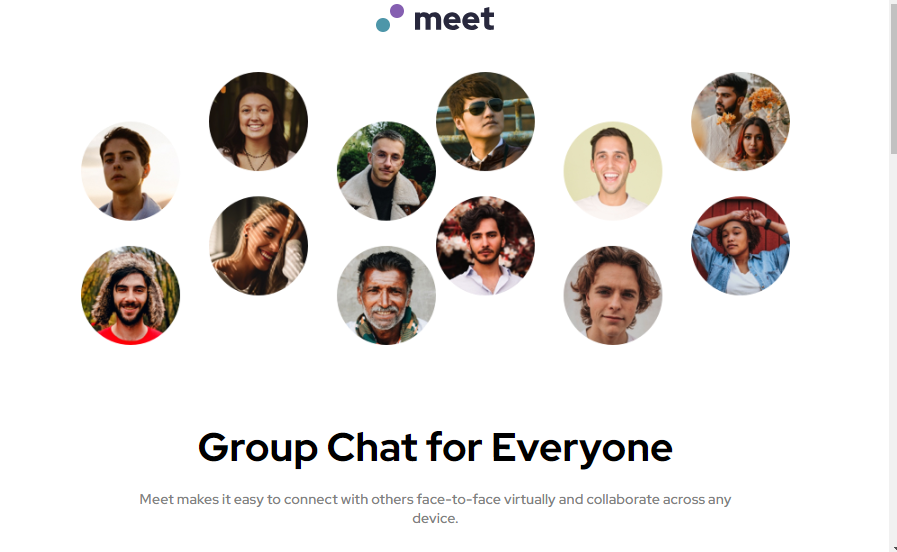 meet
Group Chat for Everyone
Meet makes it easy to connect with others face-to-face virtually and collaborate across any
device.